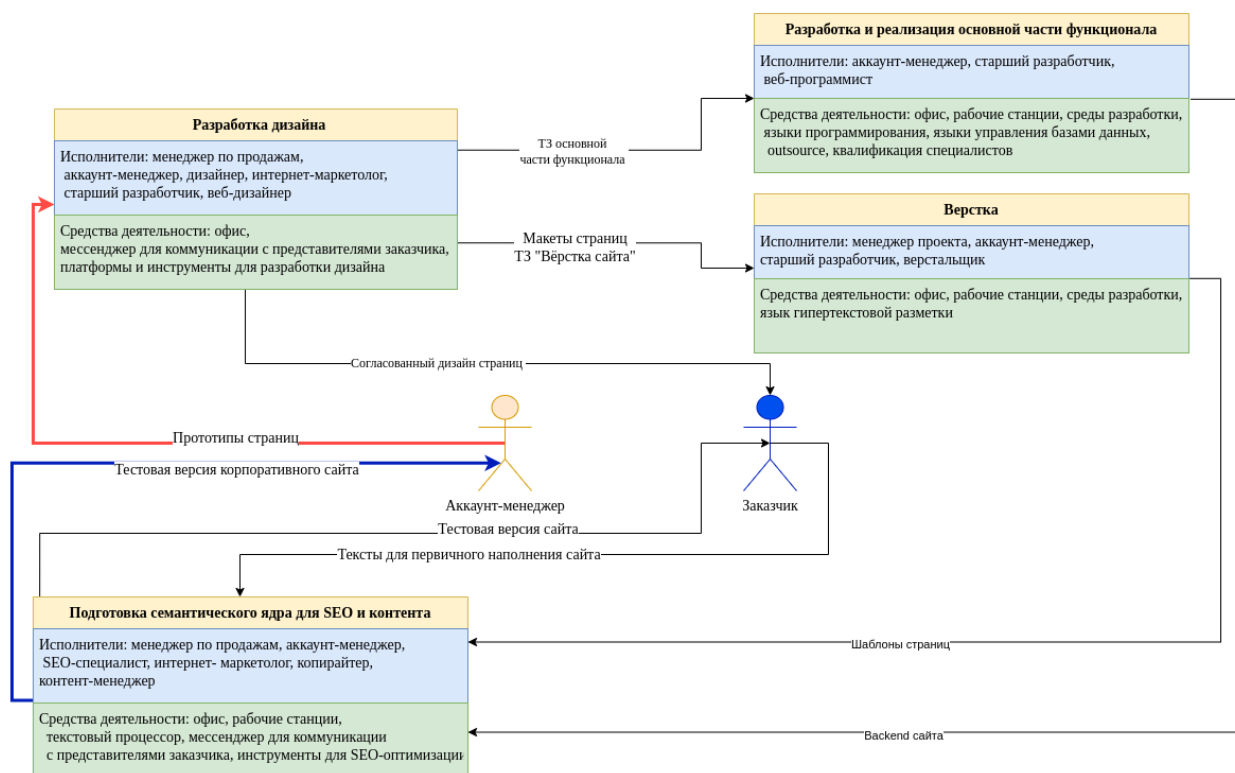 Разработка и реализация основной части функционала
Исполнители: аккаунт-менеджер, старший разработчик,
веб-программист
Средства деятельности: офис, рабочие станции, среды разработки,
языки программирования, языки управления базами данных,
outsource, квалификация специалистов
Разработка дизайна
Исполнители: менеджер по продажам,
аккаунт-менеджер, дизайнер, интернет-маркетолог,
старший разработчик, веб-дизайнер
Средства деятельности: офис,
мессенджер для коммуникации с представителями заказчика,
платформы и инструменты для разработки дизайна
ТЗ основной
части функционала
Макеты страниц
ТЗ "Вёрстка сайта"
Верстка
Исполнители: менеджер проекта, аккаунт-менеджер,
старший разработчик, верстальщик
Средства деятельности: офис, рабочие станции, среды разработки,
язык гипертекстовой разметки
Согласованный дизайн страниц
Прототипы страниц
Тестовая версия корпоративного сайта
Аккаунт-менеджер
Заказчик
Тестовая версия сайта
Тексты для первичного наполнения сайта
Подготовка семантического ядра для SEO и контента
Исполнители: менеджер по продажам, аккаунт-менеджер,
SEO-специалист, интернет- маркетолог, копирайтер,
контент-менеджер
Средства деятельности: офис, рабочие станции,
текстовый процессор, мессенджер для коммуникации
с представителями заказчика, инструменты для SEO-оптимизации
Шаблоны страниц
Backend сайта